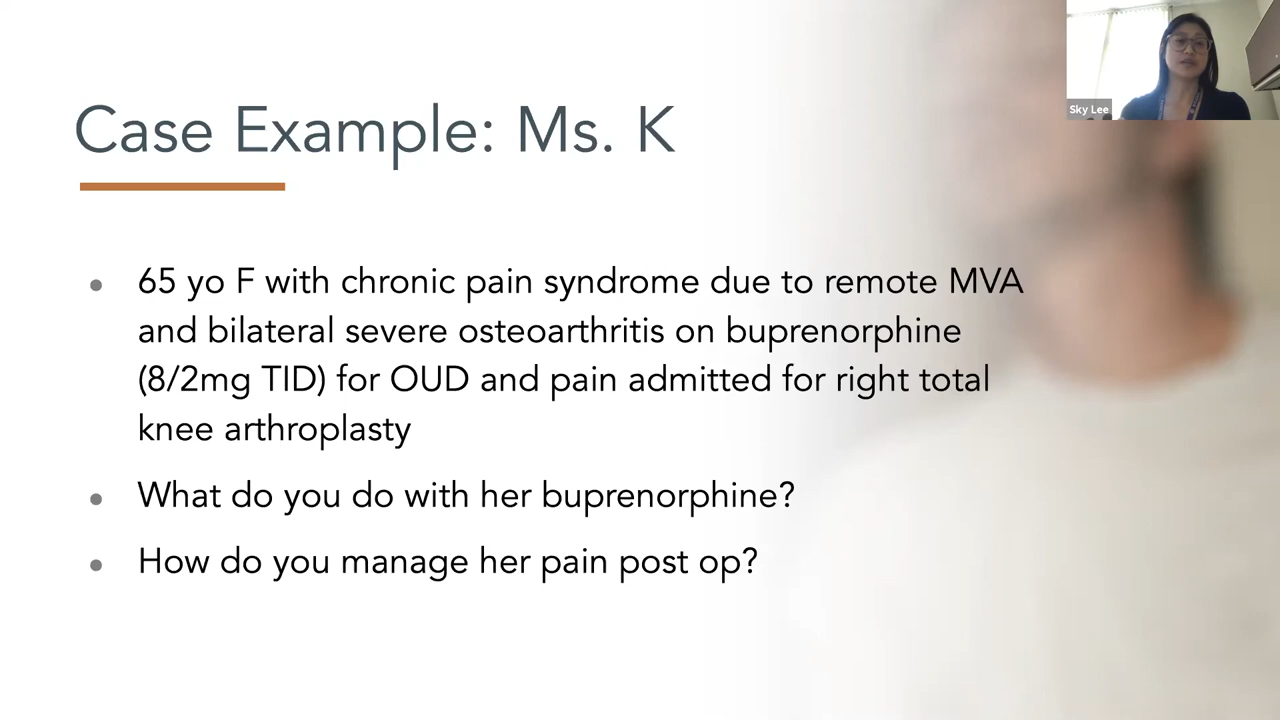 Sky Lee
Case Example: Ms. K
65 yo F with chronic pain syndrome due to remote MVA
and bilateral severe osteoarthritis on buprenorphine
(8/2mg TID) for OUD and pain admitted for right total
knee arthroplasty
What do you do with her buprenorphine?
How do you manage her pain post op?